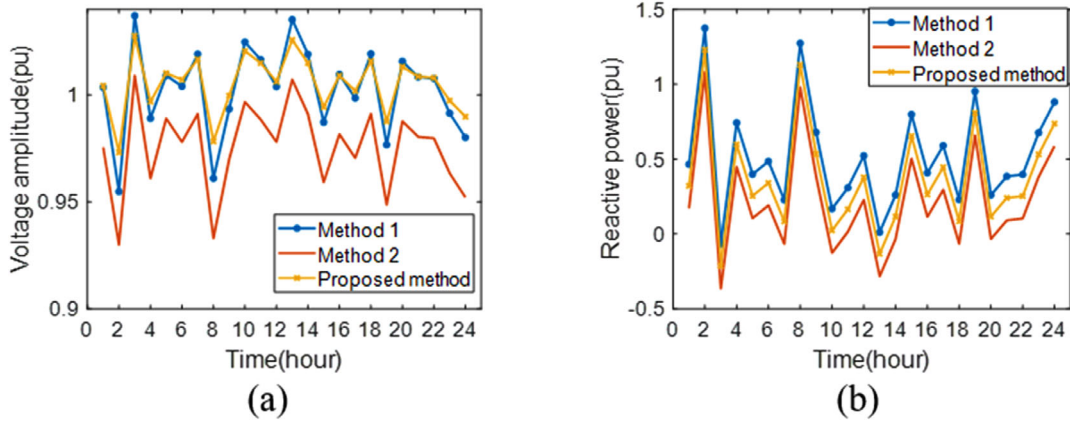 Voltage amplitude(pu)
1
0.95
0.9
Method 1
Method 2
Proposed method
0 2 4 6 8 10 12 14 16 18 20 22 24
Time(hour)
(a)
Reactive power(pu)
1.5
1
0.5
0
-0.5
Method 1
Method 2
Proposed method
0 2 4 6 8 10 12 14 16 18 20 22 24
Time(hour)
(b)